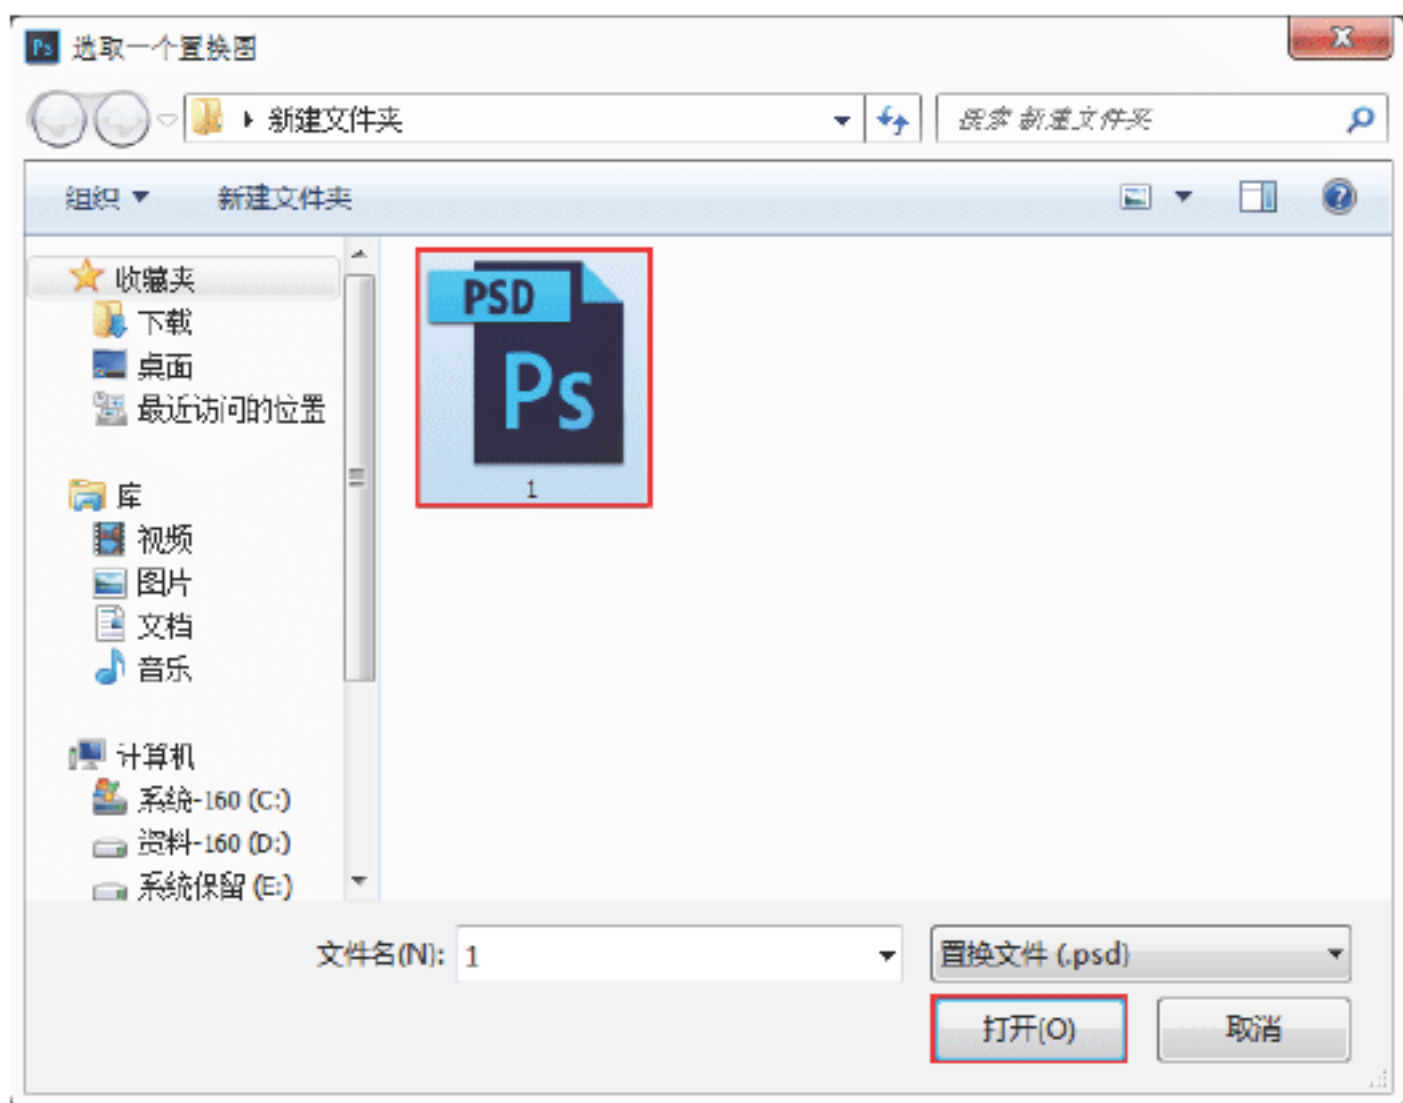 Ps 选取一个置换图
新建文件夹 搜索 新建文件夹
组织 新建文件夹
收藏夹
下载
桌面
最近访问的位置
库
视频
图片
文档
音乐
计算机
系统-160 (C:)
资料-160 (D:)
系统保留 (E:)
PSD
Ps
1
文件名(N): 1 置换文件 (.psd)
打开(O) 取消